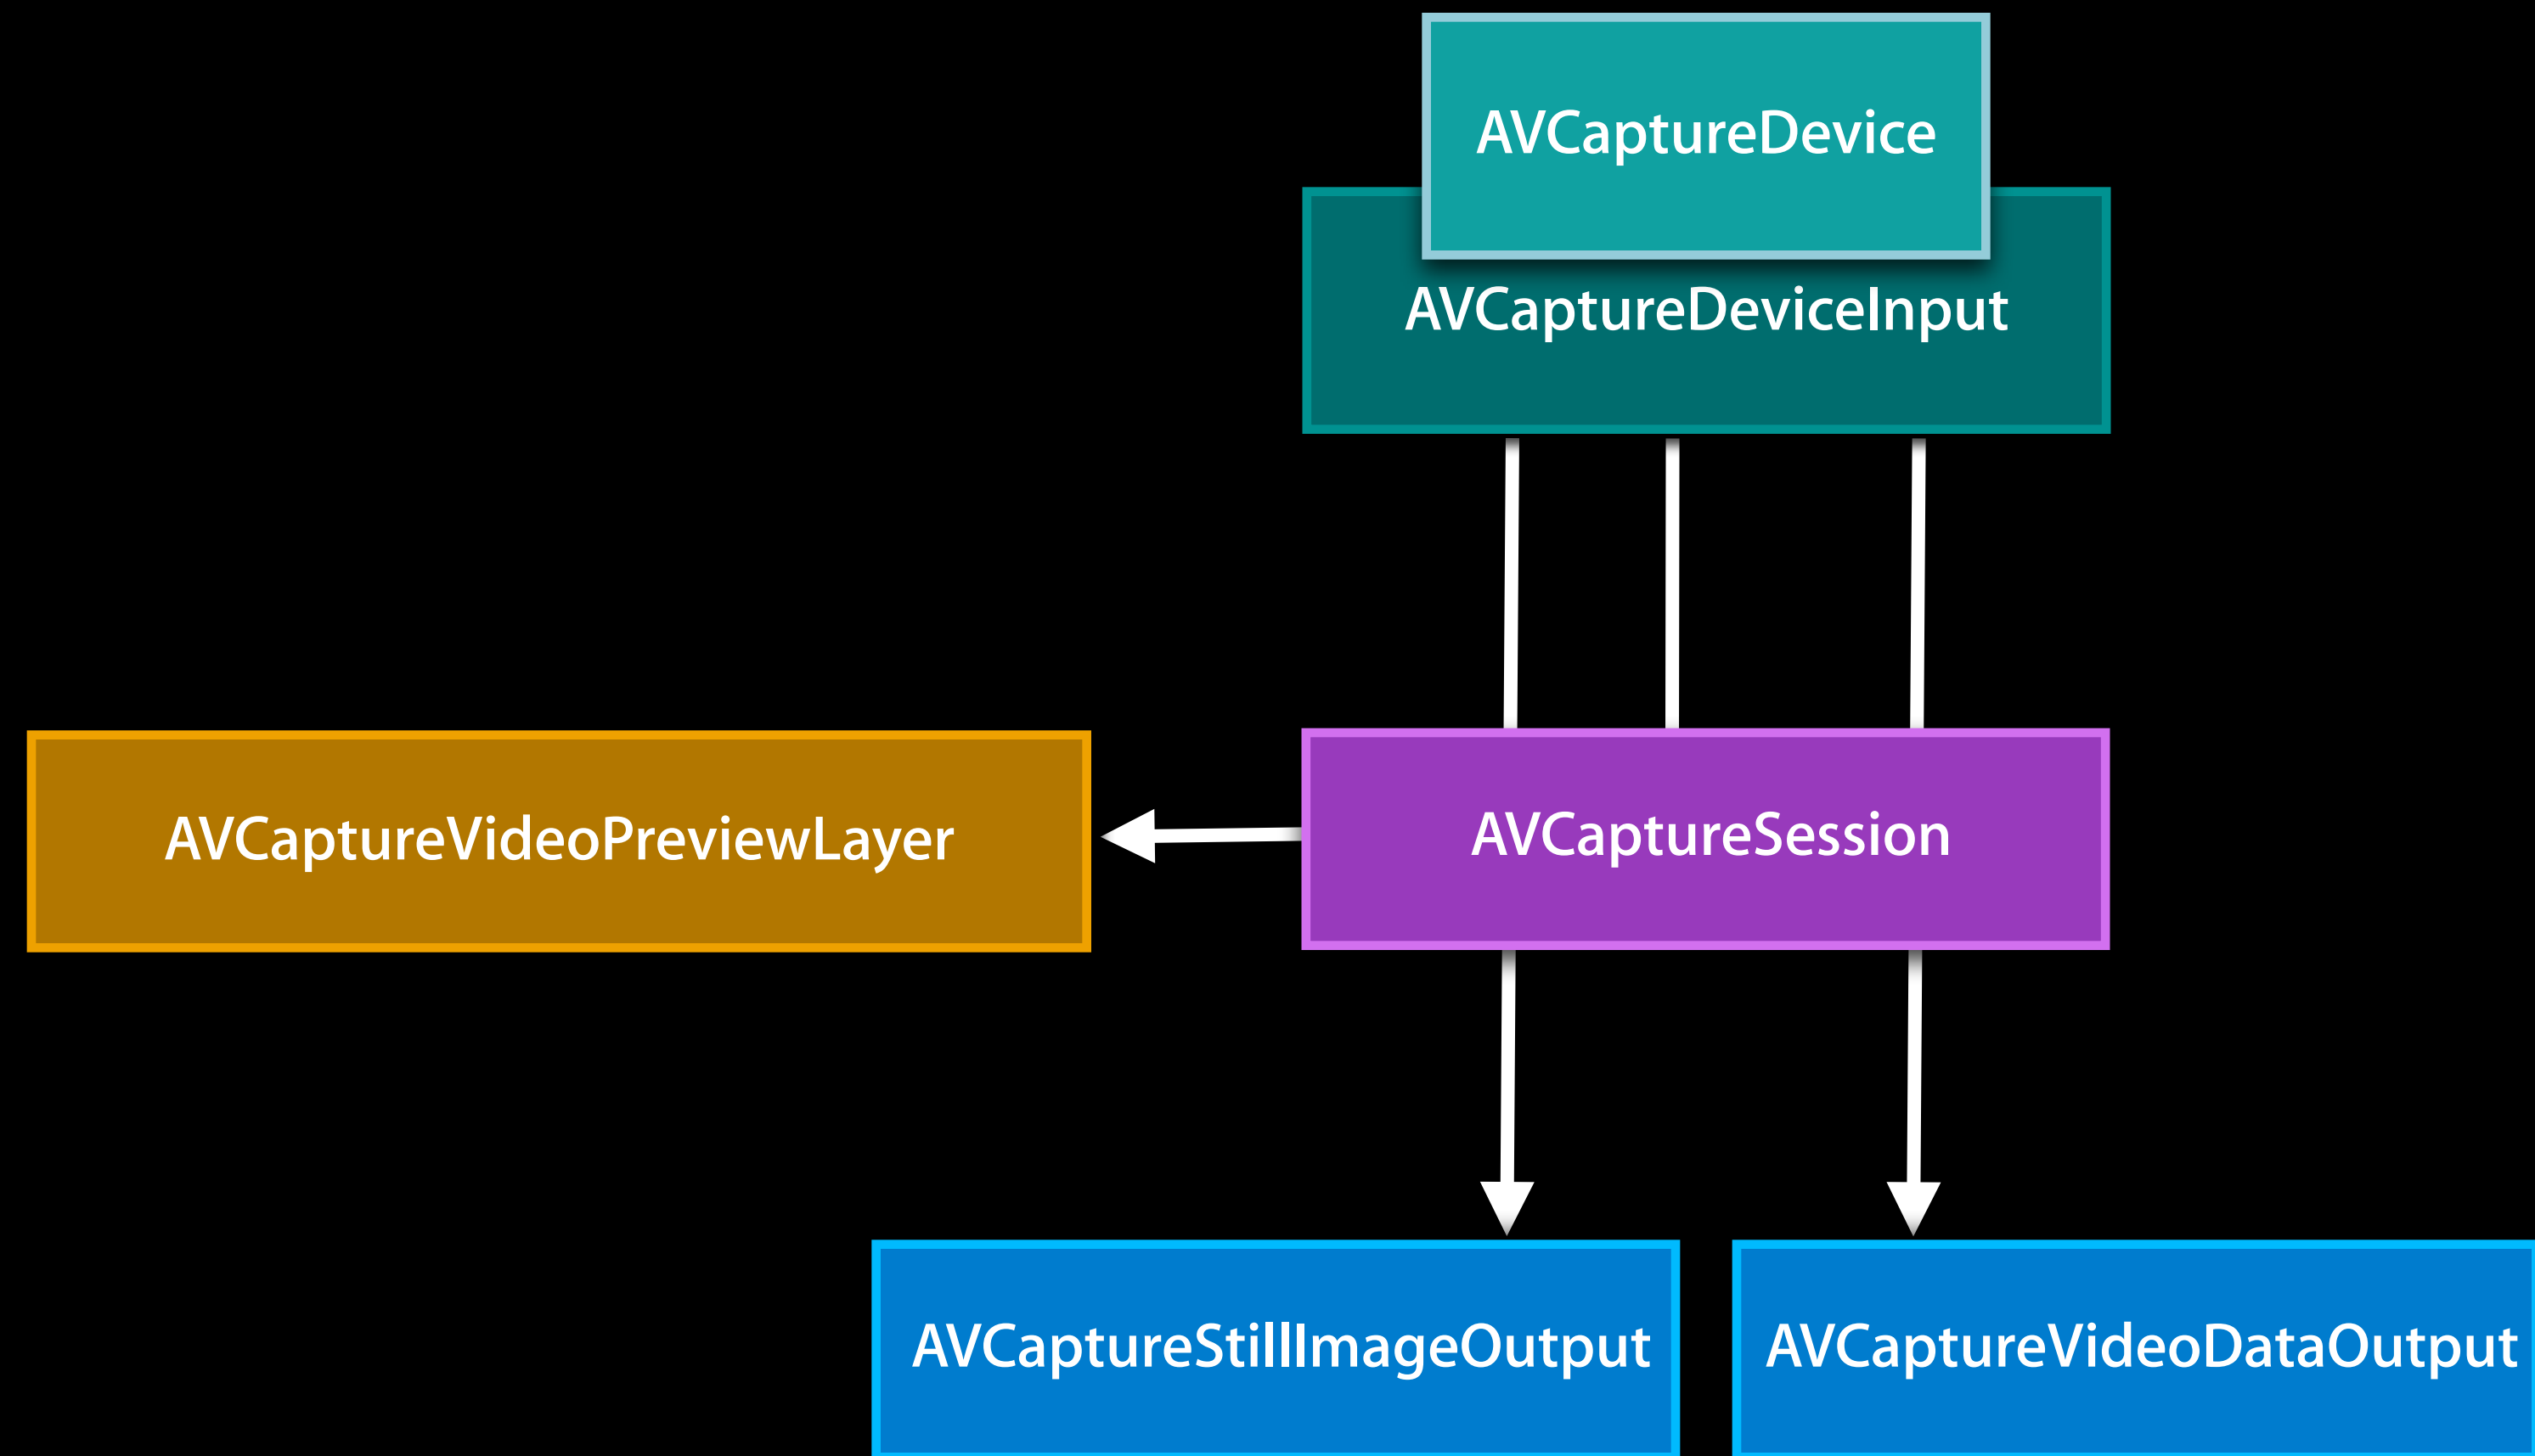 AVCaptureDevice
AVCaptureDeviceInput
AVCaptureVideoPreviewLayer
AVCaptureSession
AVCaptureStillImageOutput
AVCaptureVideoDataOutput